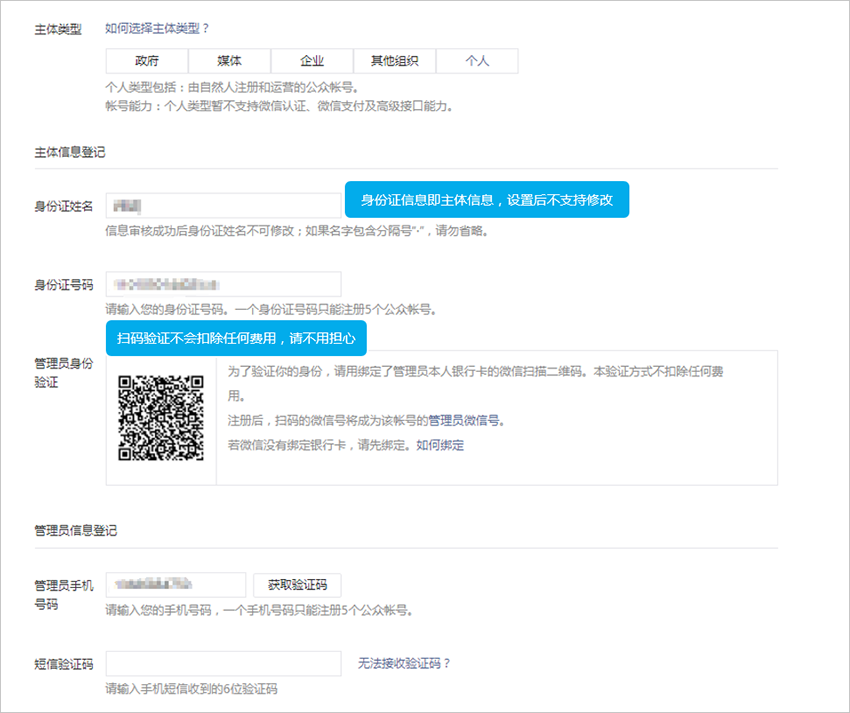 主体类型 如何选择主体类型？
政府 媒体 企业 其他组织 个人
个人类型包括：由自然人注册和运营的公众帐号。
帐号能力：个人类型暂不支持微信认证、微信支付及高级接口能力。
主体信息登记
身份证姓名
身份证信息即主体信息，设置后不支持修改
信息审核成功后身份证姓名不可修改；如果名字包含分隔号"·"，请勿省略。
身份证号码
请输入您的身份证号码。一个身份证号码只能注册5个公众帐号。
扫码验证不会扣除任何费用，请不用担心
管理员身份
验证
为了验证你的身份，请用绑定了管理员本人银行卡的微信扫描二维码。本验证方式不扣除任何费
用。
注册后，扫码的微信号将成为该帐号的管理员微信号。
若微信没有绑定银行卡，请先绑定。如何绑定
管理员信息登记
管理员手机
号码
获取验证码
请输入您的手机号码，一个手机号码只能注册5个公众帐号。
短信验证码 无法接收验证码？
请输入手机短信收到的6位验证码